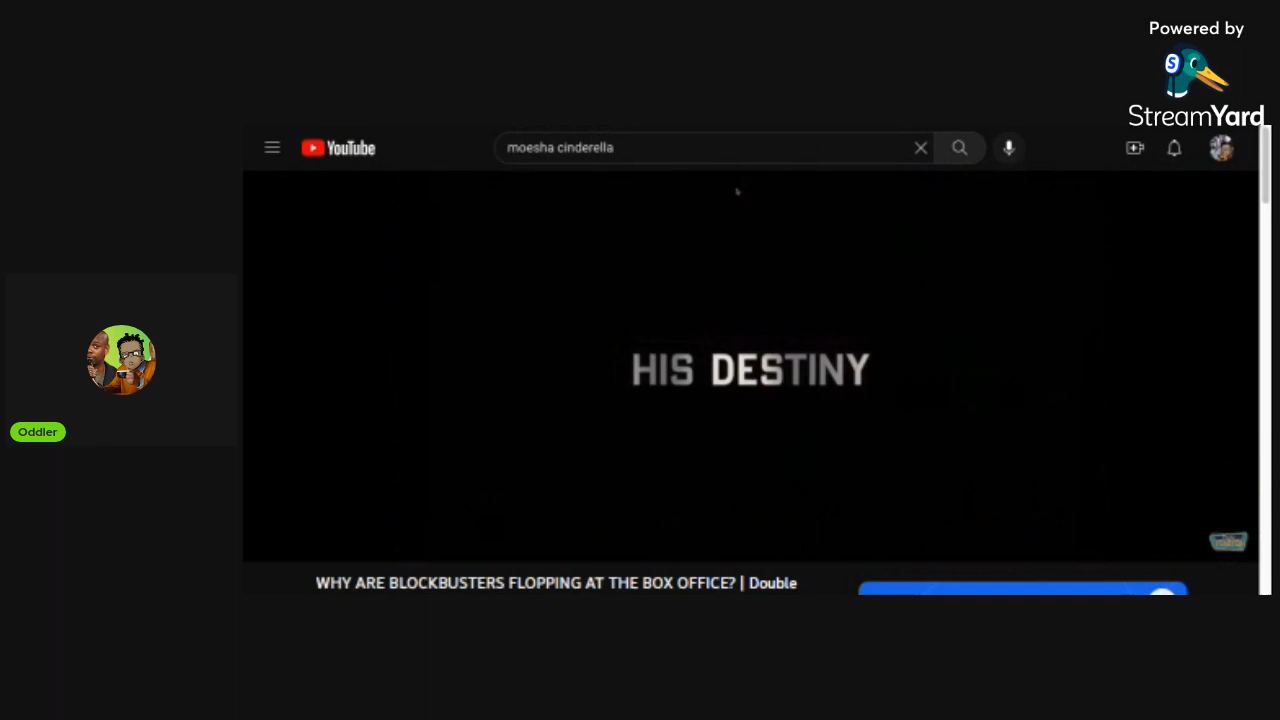 Powered by
StreamYard
YouTube
moesha cinderella
HIS DESTINY
Oddler
WHY ARE BLOCKBUSTERS FLOPPING AT THE BOX OFFICE? | Double